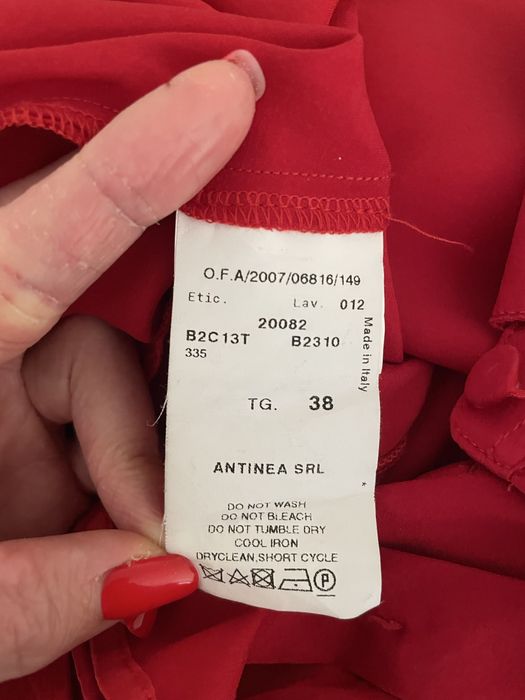 O.F.A/2007/06816/149
Etic. Lav. 012
20082
B2C13T B2310
335
Made in Italy
TG. 38
ANTINEA SRL
*
DO NOT WASH
DO NOT BLEACH
DO NOT TUMBLE DRY
COOL IRON
DRYCLEAN,SHORT CYCLE
P